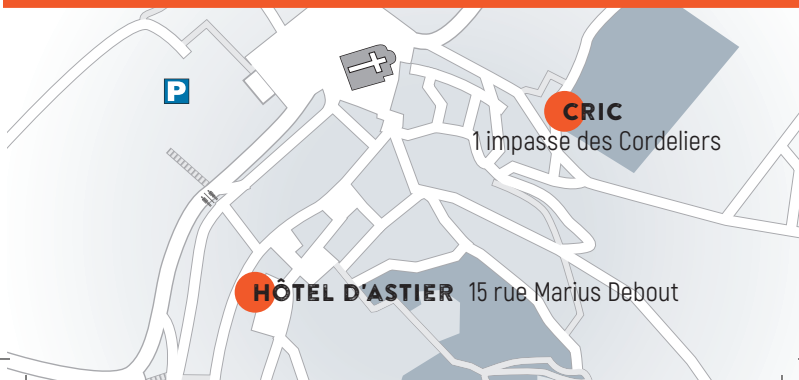 P
CRIC
1 impasse des Cordeliers
HÔTEL D'ASTIER 15 rue Marius Debout